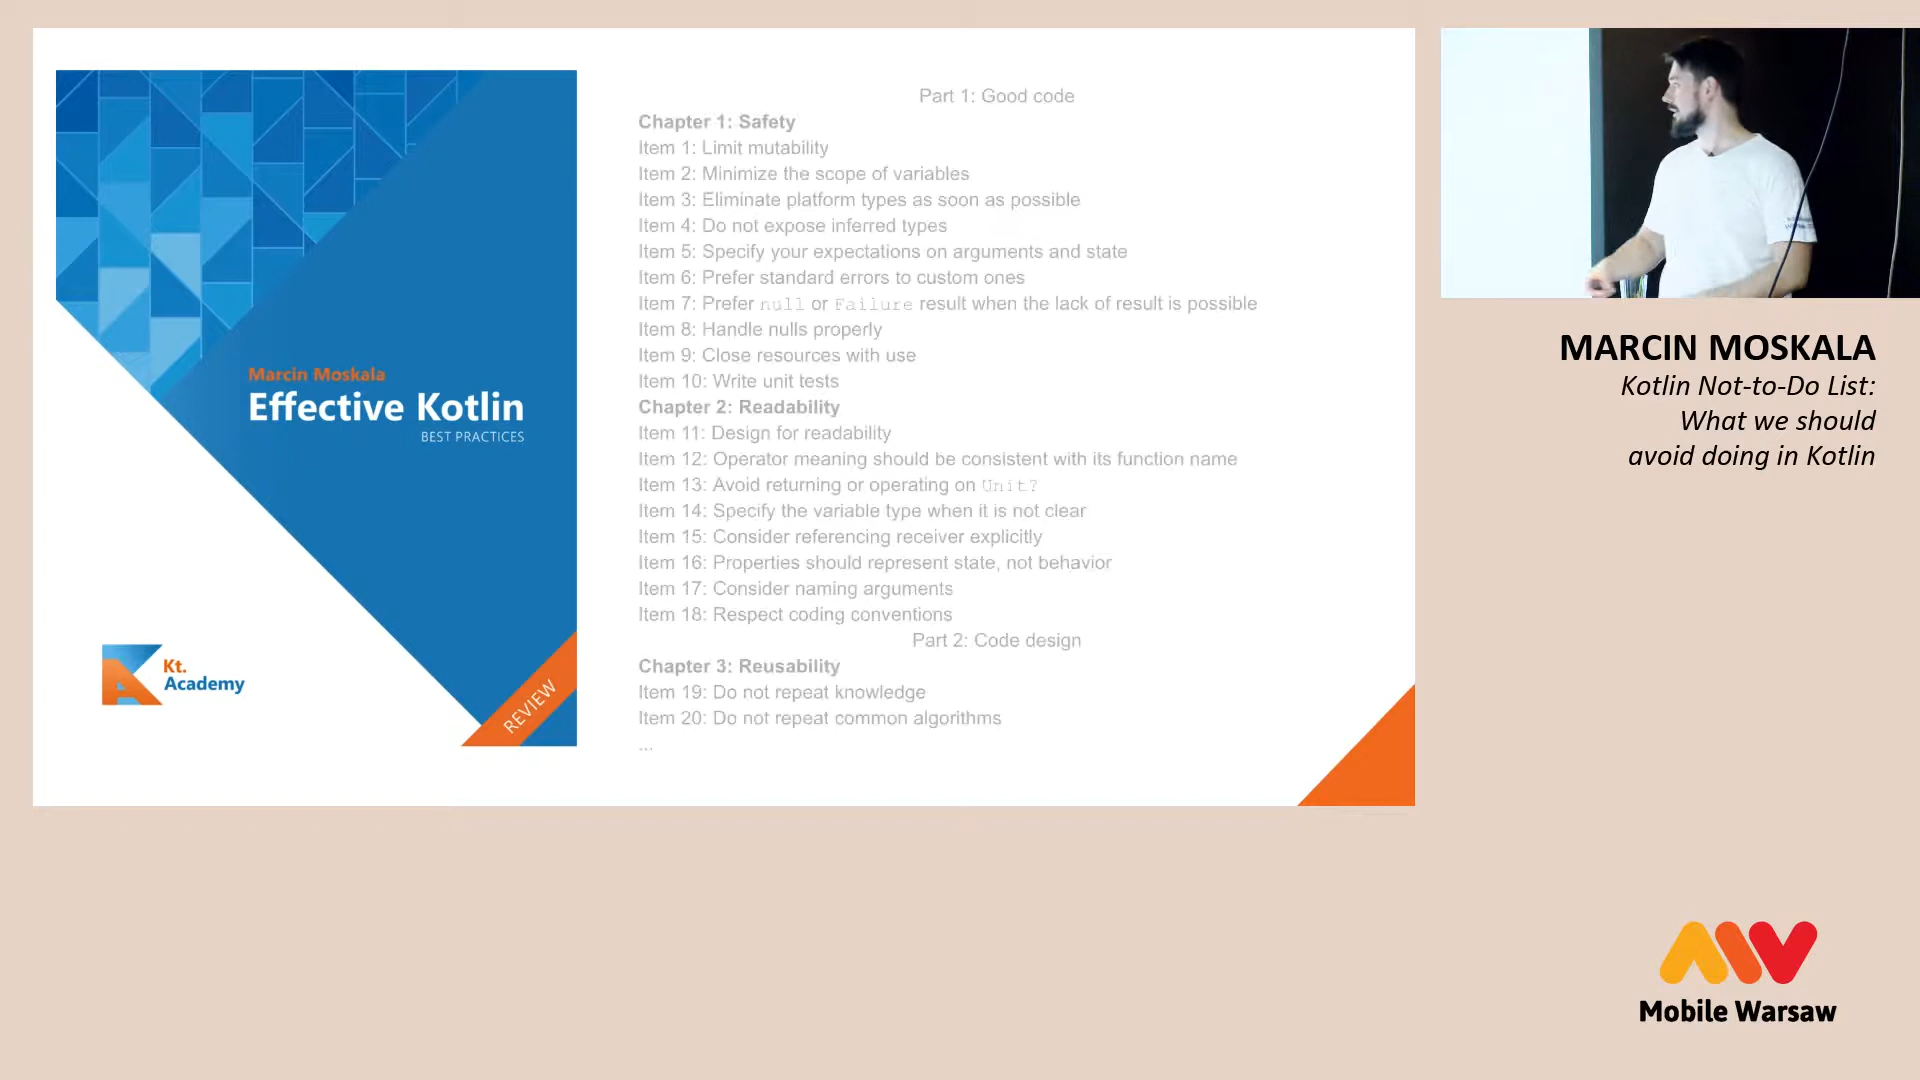 Marcin Moskala
Effective Kotlin
BEST PRACTICES
Kt.
Academy
REVIEW
Part 1: Good code
Chapter 1: Safety
Item 1: Limit mutability
Item 2: Minimize the scope of variables
Item 3: Eliminate platform types as soon as possible
Item 4: Do not expose inferred types
Item 5: Specify your expectations on arguments and state
Item 6: Prefer standard errors to custom ones
Item 7: Prefer null or Failure result when the lack of result is possible
Item 8: Handle nulls properly
Item 9: Close resources with use
Item 10: Write unit tests
Chapter 2: Readability
Item 11: Design for readability
Item 12: Operator meaning should be consistent with its function name
Item 13: Avoid returning or operating on Unit?
Item 14: Specify the variable type when it is not clear
Item 15: Consider referencing receiver explicitly
Item 16: Properties should represent state, not behavior
Item 17: Consider naming arguments
Item 18: Respect coding conventions
Part 2: Code design
Chapter 3: Reusability
Item 19: Do not repeat knowledge
Item 20: Do not repeat common algorithms
...
MARCIN MOSKALA
Kotlin Not-to-Do List:
What we should
avoid doing in Kotlin
Mobile Warsaw